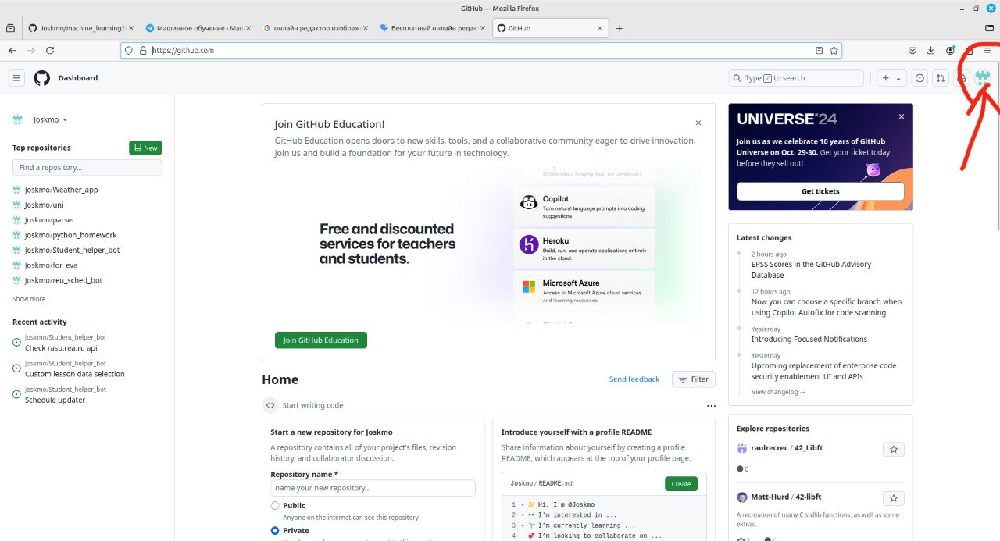 GitHub — Mozilla Firefox
Joskmo/machine_learning2(
Машинное обучение › Маш
онлайн редактор изображе
Бесплатный онлайн редак
GitHub
https://github.com
Dashboard
Type / to search
Joskmo
Top repositories
New
Find a repository...
Joskmo/Weather_app
Joskmo/uni
Joskmo/parser
Joskmo/python_homework
Joskmo/Student_helper_bot
Joskmo/for_eva
Joskmo/reu_sched_bot
Show more
Recent activity
Joskmo/Student_helper_bot
Check rasp.rea.ru api
Joskmo/Student_helper_bot
Custom lesson data selection
Joskmo/Student_helper_bot
Schedule updater
Join GitHub Education!
GitHub Education opens doors to new skills, tools, and a collaborative community eager to drive innovation.
Join us and build a foundation for your future in technology.
Free and discounted
services for teachers
and students.
Simple cloud hosting, built for developers
Copilot
Turn natural language prompts into coding
suggestions
Heroku
Build, run, and operate applications entirely
in the cloud.
Microsoft Azure
Access to Microsoft Azure cloud services
and learning resources.
Join GitHub Education
Home
Send feedback
Filter
Start writing code
Start a new repository for Joskmo
A repository contains all of your project's files, revision
history, and collaborator discussion.
Repository name *
name your new repository...
Public
Anyone on the internet can see this repository
Private
Introduce yourself with a profile README
Share information about yourself by creating a profile
README, which appears at the top of your profile page.
Joskmo / README.md
Create
1 - 👋 Hi, I'm @Joskmo
2 - 👀 I'm interested in ...
3 - 🌱 I'm currently learning ...
4 - 💞️ I'm looking to collaborate on ...
UNIVERSE'24
Join us as we celebrate 10 years of GitHub
Universe on Oct. 29-30. Get your ticket today
before they sell out!
Get tickets
Latest changes
2 hours ago
EPSS Scores in the GitHub Advisory
Database
12 hours ago
Now you can choose a specific branch when
using Copilot Autofix for code scanning
Yesterday
Introducing Focused Notifications
Yesterday
Upcoming replacement of enterprise code
security enablement UI and APIs
View changelog →
Explore repositories
raulrecrec / 42_Libft
C
Matt-Hurd / 42-libft
A recreation of many C stdlib functions, as well as some
extras.
7 C